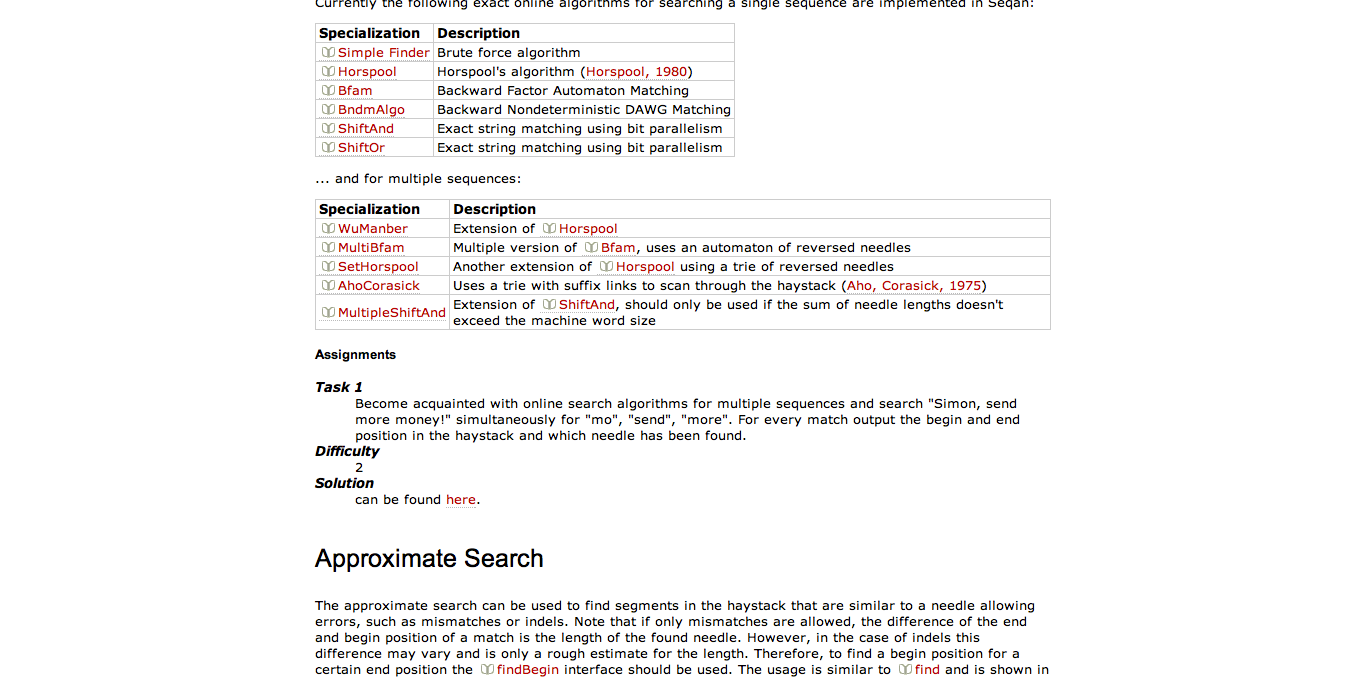 Currently the following exact online algorithms for searching a single sequence are implemented in SeqAn:
Specialization Description
Simple Finder Brute force algorithm
Horspool Horspool's algorithm (Horspool, 1980)
Bfam Backward Factor Automaton Matching
BndmAlgo Backward Nondeterministic DAWG Matching
ShiftAnd Exact string matching using bit parallelism
ShiftOr Exact string matching using bit parallelism
... and for multiple sequences:
Specialization Description
WuManber Extension of Horspool
MultiBfam Multiple version of Bfam, uses an automaton of reversed needles
SetHorspool Another extension of Horspool using a trie of reversed needles
AhoCorasick Uses a trie with suffix links to scan through the haystack (Aho, Corasick, 1975)
MultipleShiftAnd Extension of ShiftAnd, should only be used if the sum of needle lengths doesn't
exceed the machine word size
Assignments
Task 1
Become acquainted with online search algorithms for multiple sequences and search "Simon, send
more money!" simultaneously for "mo", "send", "more". For every match output the begin and end
position in the haystack and which needle has been found.
Difficulty
2
Solution
can be found here.
Approximate Search
The approximate search can be used to find segments in the haystack that are similar to a needle allowing
errors, such as mismatches or indels. Note that if only mismatches are allowed, the difference of the end
and begin position of a match is the length of the found needle. However, in the case of indels this
difference may vary and is only a rough estimate for the length. Therefore, to find a begin position for a
certain end position the findBegin interface should be used. The usage is similar to find and is shown in